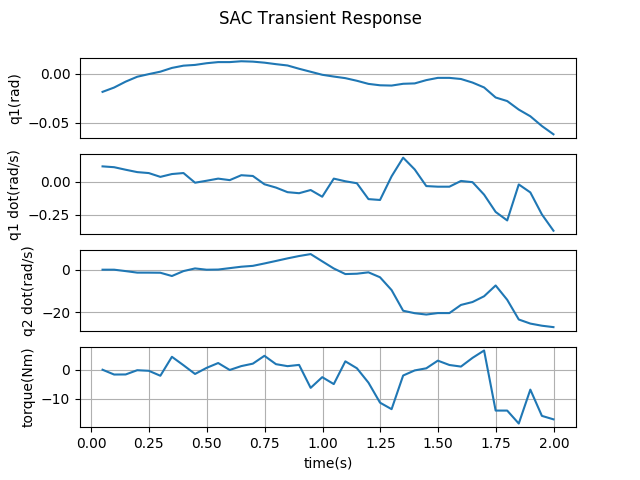 SAC Transient Response
q1(rad)
0.00
−0.05
q1 dot(rad/s)
0.00
−0.25
q2 dot(rad/s)
0
−20
torque(Nm)
0
−10
0.00 0.25 0.50 0.75 1.00 1.25 1.50 1.75 2.00
time(s)